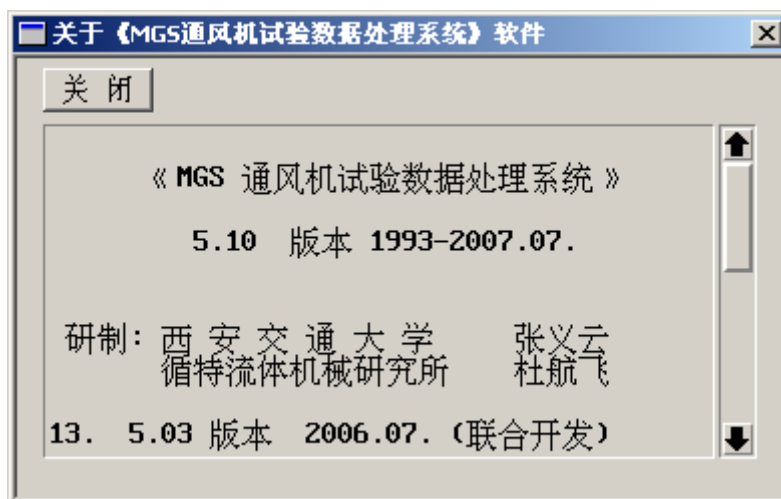 关于《MGS通风机试验数据处理系统》软件
关 闭
《 MGS 通风机试验数据处理系统 》
5.10 版本 1993-2007.07.
研制: 西 安 交 通 大 学 张义云
循特流体机械研究所 杜航飞
13. 5.03 版本 2006.07. (联合开发)